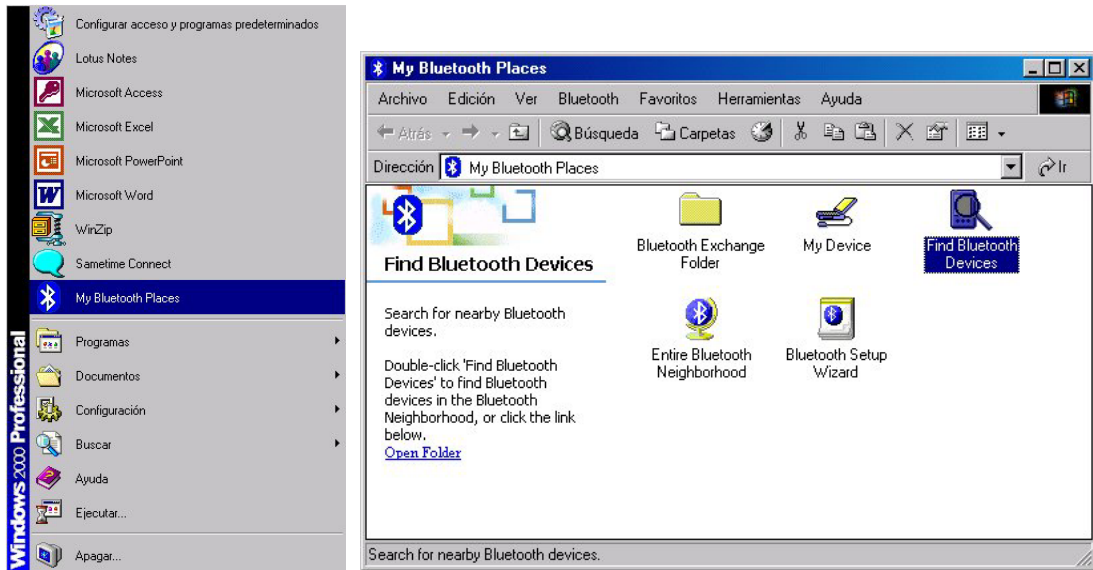 Configurar acceso y programas predeterminados
Lotus Notes
Microsoft Access
Microsoft Excel
Microsoft PowerPoint
Microsoft Word
WinZip
Sametime Connect
My Bluetooth Places
Programas
Documentos
Configuración
Buscar
Ayuda
Ejecutar...
Apagar...
Windows 2000 Professional
My Bluetooth Places
Archivo Edición Ver Bluetooth Favoritos Herramientas Ayuda
Atrás Búsqueda Carpetas
Dirección My Bluetooth Places Ir
Find Bluetooth Devices
Search for nearby Bluetooth
devices.
Double-click 'Find Bluetooth
Devices' to find Bluetooth
devices in the Bluetooth
Neighborhood, or click the link
below.
Open Folder
Bluetooth Exchange
Folder
My Device
Find Bluetooth
Devices
Entire Bluetooth
Neighborhood
Bluetooth Setup
Wizard
Search for nearby Bluetooth devices.